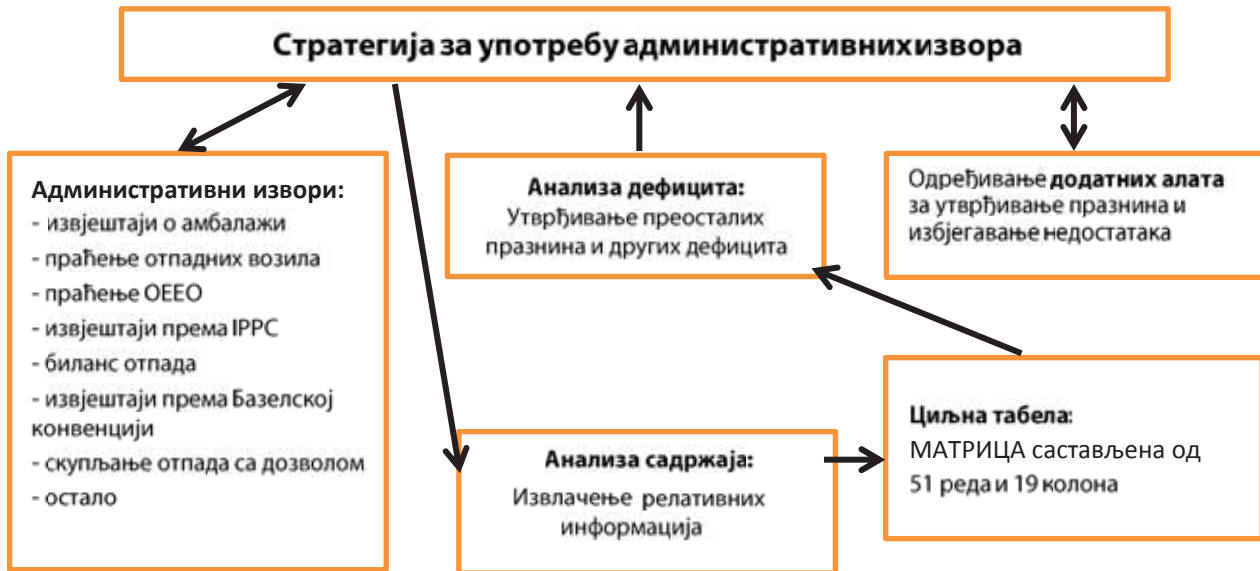 Стратегија за употребу административних извора
Административни извори:
- извјештаји о амбалажи
- праћење отпадних возила
- праћење ОЕЕО
- извјештаји према IPPC
- биланс отпада
- извјештаји према Базелској
конвенцији
- скупљање отпада са дозволом
- остало
Анализа дефицита:
Утврђивање преосталих
празнина и других дефицита
Одређивање додатних алата
за утврђивање празнина и
избјегавање недостатака
Анализа садржаја:
Извлачење релативних
информација
Циљна табела:
МАТРИЦА састављена од
51 реда и 19 колона